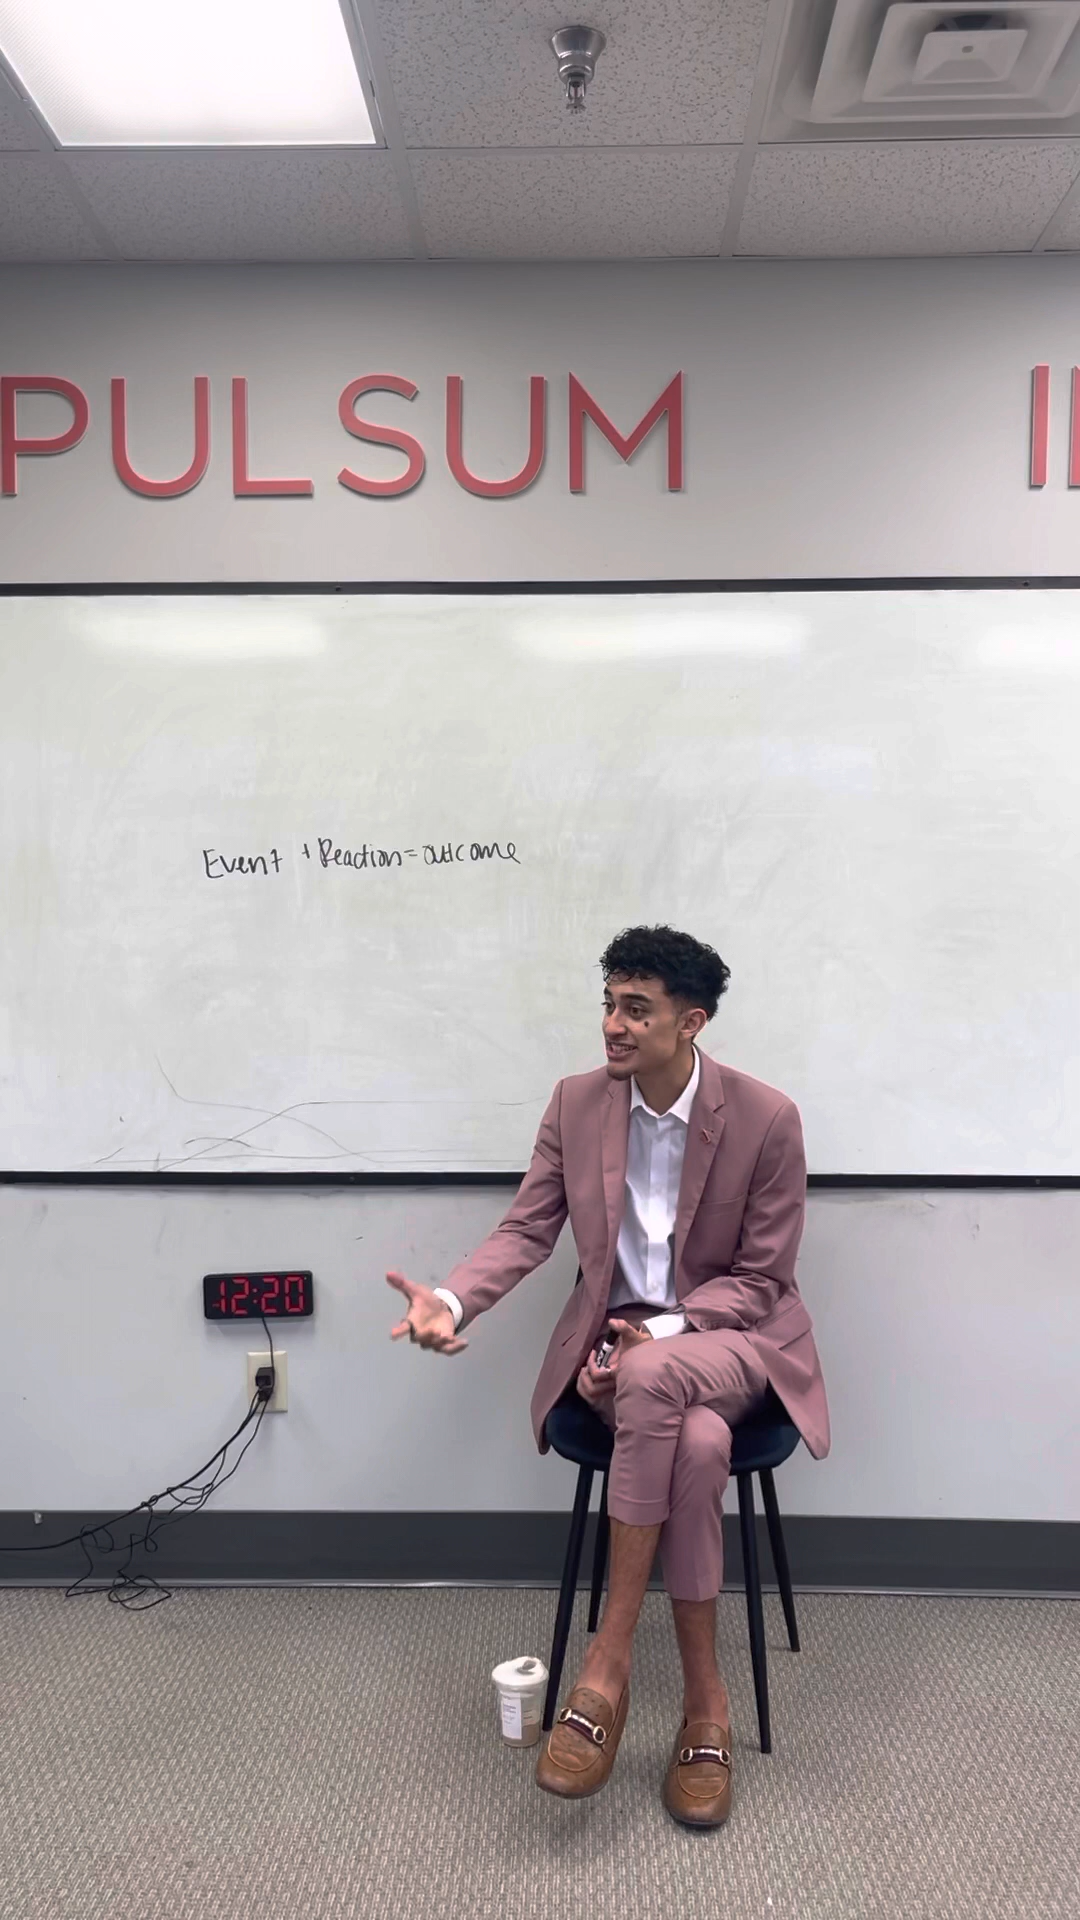 PULSUM
Event + Reaction = outcome
12:20